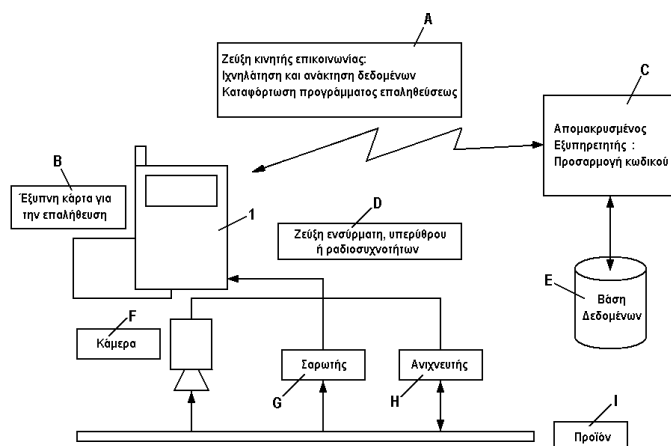 A
Ζεύξη κινητής επικοινωνίας:
Ιχνηλάτηση και ανάκτηση δεδομένων
Καταφόρτωση προγράμματος επαληθεύσεως
C
Απομακρυσμένος
Εξυπηρετητής :
Προσαρμογή κωδικού
B
Έξυπνη κάρτα για
την επαλήθευση
1
D
Ζεύξη ενσύρματη, υπερύθρου
ή ραδιοσυχνοτήτων
E
Βάση
Δεδομένων
F
Κάμερα
Σαρωτής
G
Ανιχνευτής
H
I
Προϊόν